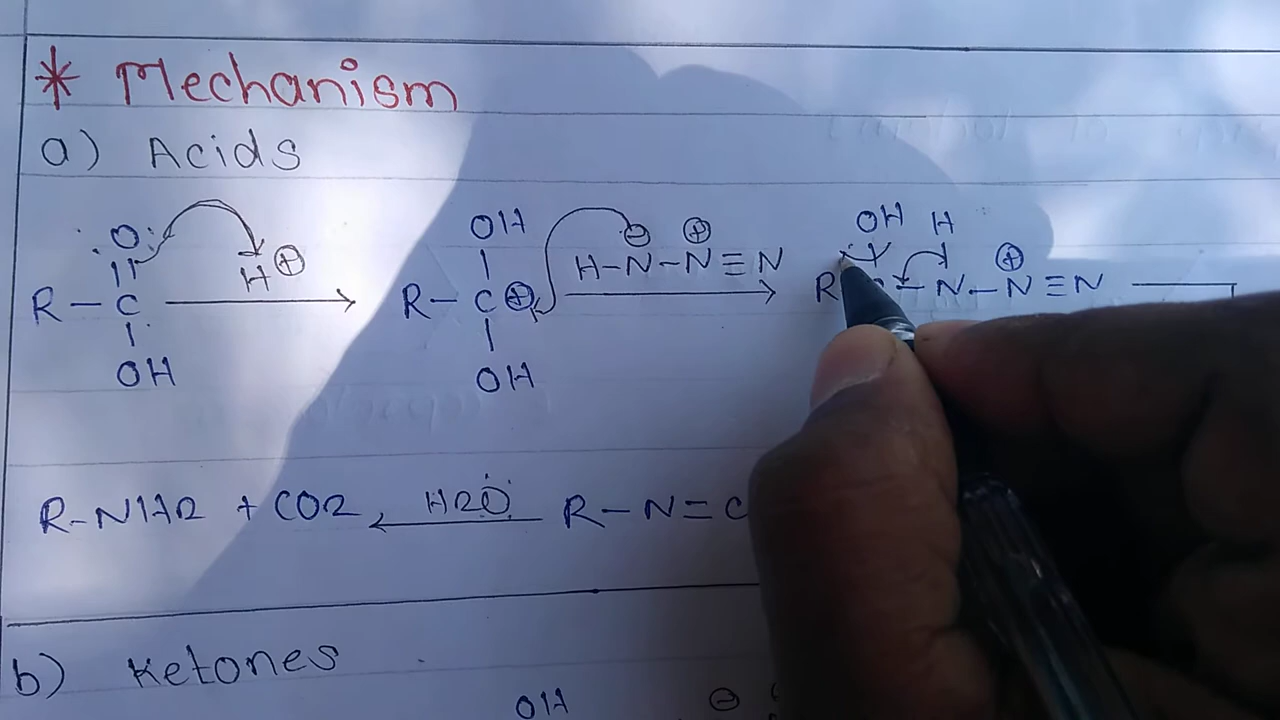 * Mechanism
a) Acids
:O: OH ⊖ ⊕ OH H
|| | H-N-N≡N ⊕
R-C H⊕ → R-C⊕ → R -N-N≡N
| |
OH OH
R-NH2 + CO2 ← H2O R-N=C
b) Ketones
OH ⊖